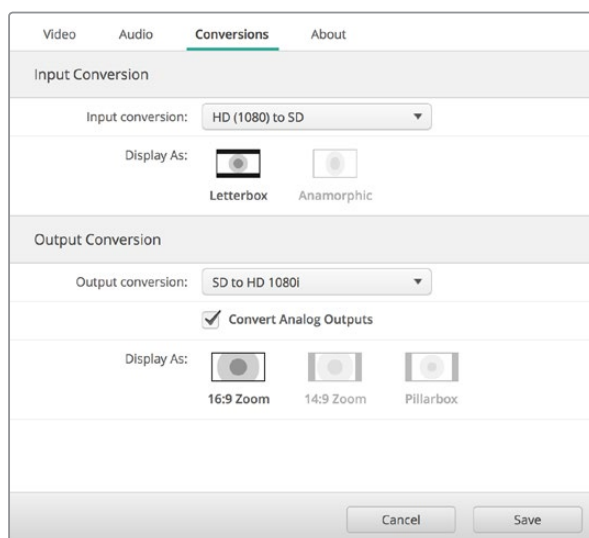 Video Audio Conversions About
Input Conversion
Input conversion: HD (1080) to SD
Display As:
Letterbox Anamorphic
Output Conversion
Output conversion: SD to HD 1080i
Convert Analog Outputs
Display As:
16:9 Zoom 14:9 Zoom Pillarbox
Cancel Save